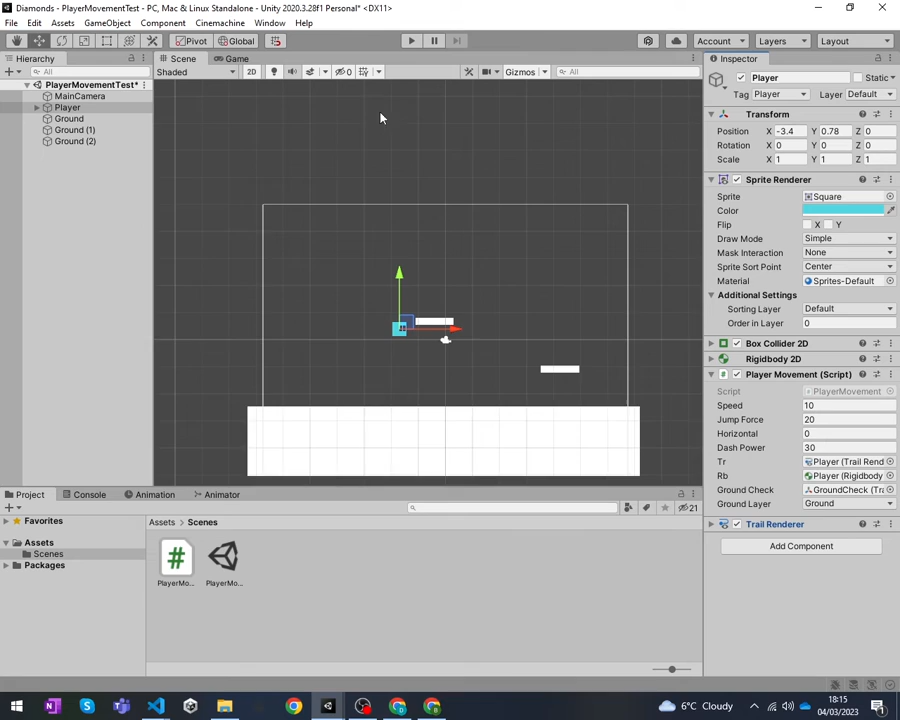 Diamonds - PlayerMovementTest - PC, Mac & Linux Standalone - Unity 2020.3.28f1 Personal* <DX11>
File Edit Assets GameObject Component Cinemachine Window Help
Pivot Global Account Layers Layout
Hierarchy
All
PlayerMovementTest*
MainCamera
Player
Ground
Ground (1)
Ground (2)
Scene Game
Shaded 2D 0 Gizmos All
Inspector
Player Static
Tag Player Layer Default
Transform
Position X -3.4 Y 0.78 Z 0
Rotation X 0 Y 0 Z 0
Scale X 1 Y 1 Z 1
Sprite Renderer
Sprite Square
Color
Flip X Y
Draw Mode Simple
Mask Interaction None
Sprite Sort Point Center
Material Sprites-Default
Additional Settings
Sorting Layer Default
Order in Layer 0
Box Collider 2D
Rigidbody 2D
# Player Movement (Script)
Script PlayerMovement
Speed 10
Jump Force 20
Horizontal 0
Dash Power 30
Tr Player (Trail Rend
Rb Player (Rigidbody
Ground Check GroundCheck (Tra
Ground Layer Ground
Trail Renderer
Add Component
Project Console Animation Animator
21
Favorites
Assets
Scenes
Packages
Assets > Scenes
#
PlayerMo... PlayerMo...
6°C Cloudy
18:15
04/03/2023